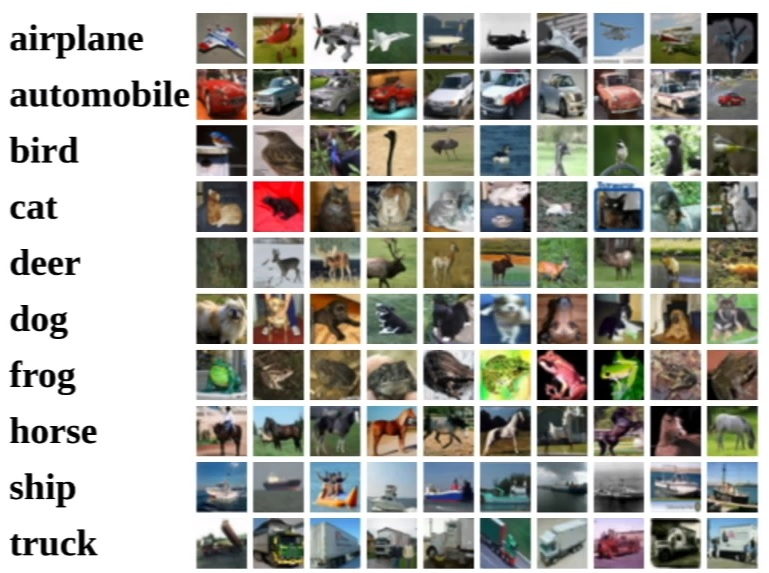 airplane
automobile
bird
cat
deer
dog
frog
horse
ship
truck